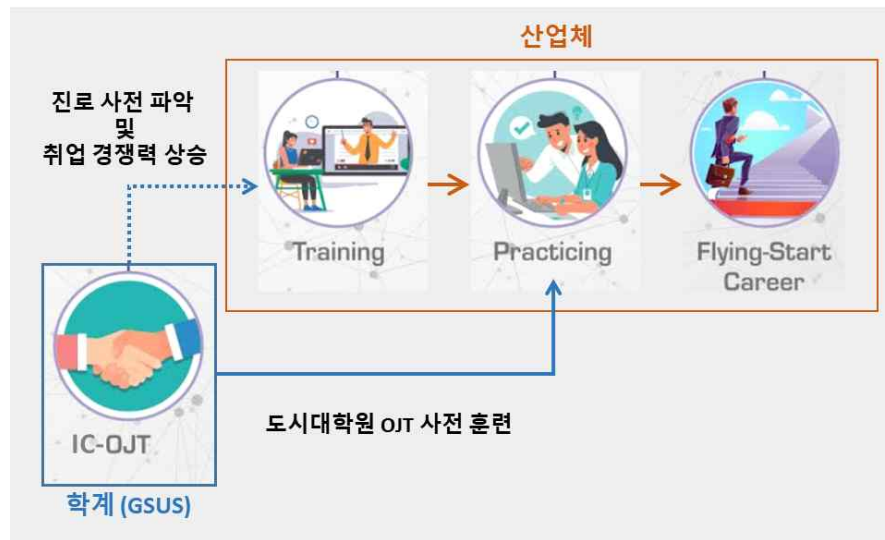 산업체
진로 사전 파악
및
취업 경쟁력 상승
Training
Practicing
Flying-Start
Career
IC-OJT
도시대학원 OJT 사전 훈련
학계 (GSUS)